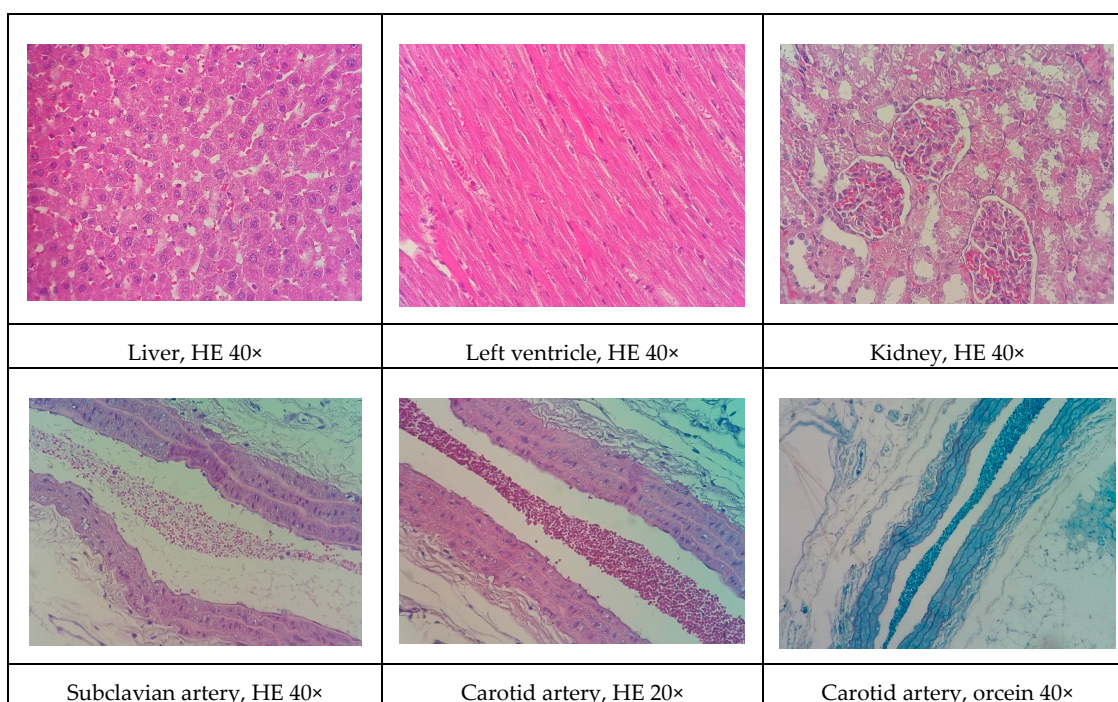 Liver, HE 40×
Left ventricle, HE 40×
Kidney, HE 40×
Subclavian artery, HE 40×
Carotid artery, HE 20×
Carotid artery, orcein 40×